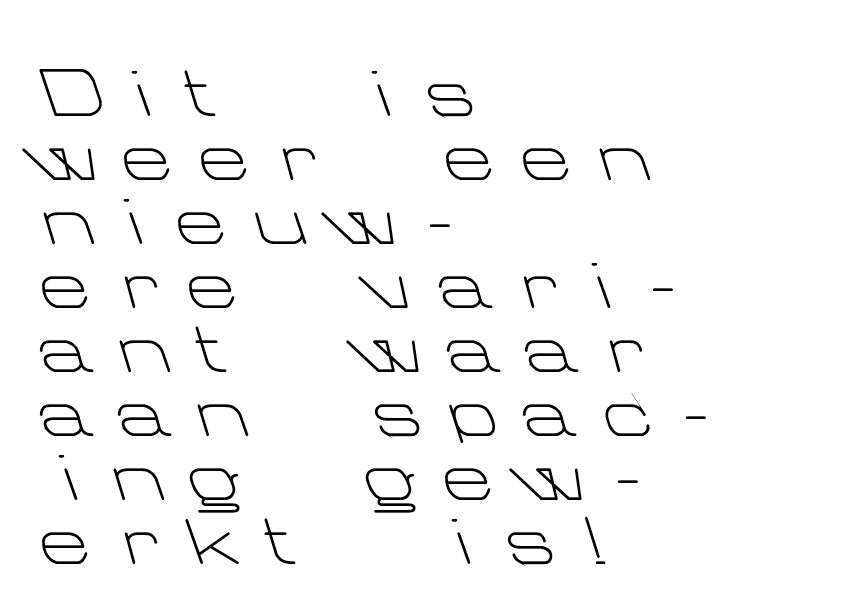 Dit is
weer een
nieuw-
ere vari-
ant waar
aan spac-
ing gew-
erkt is!